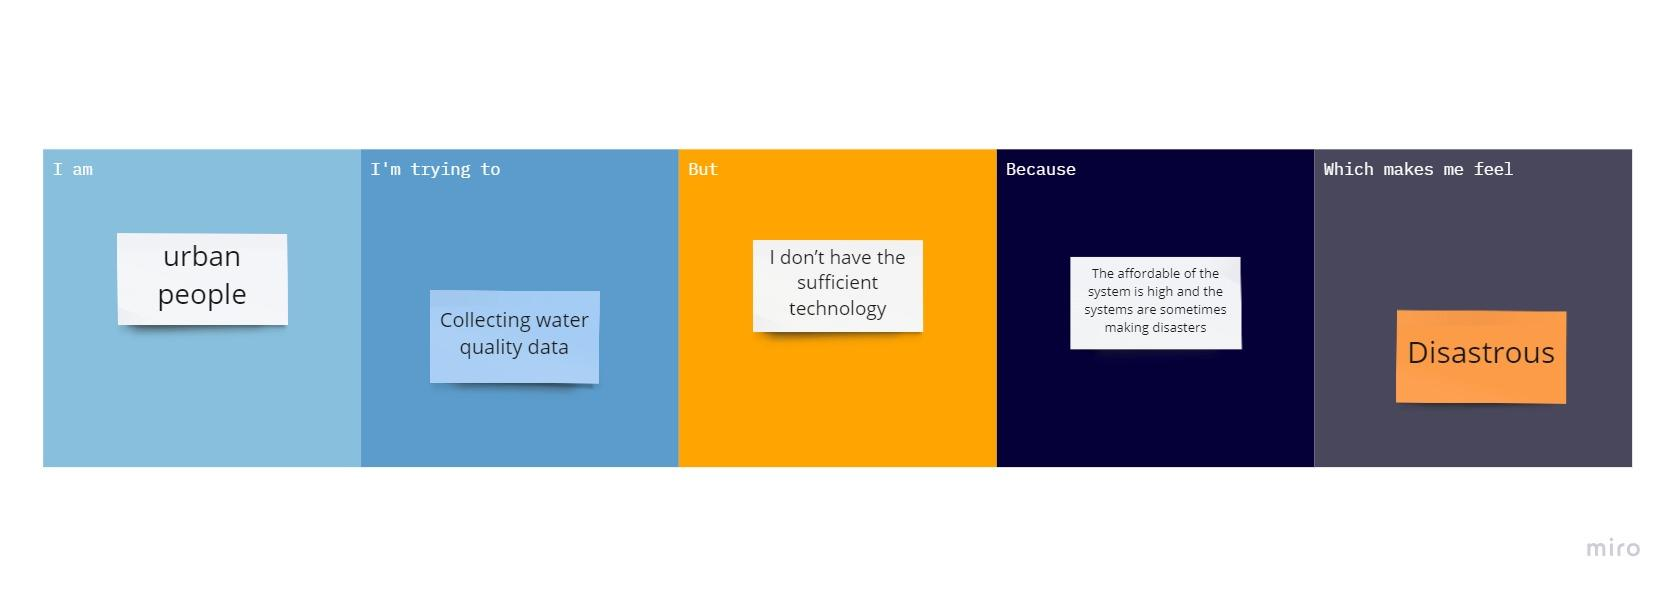 I am
urban
people
I'm trying to
Collecting water
quality data
But
I don’t have the
sufficient
technology
Because
The affordable of the
system is high and the
systems are sometimes
making disasters
Which makes me feel
Disastrous
miro